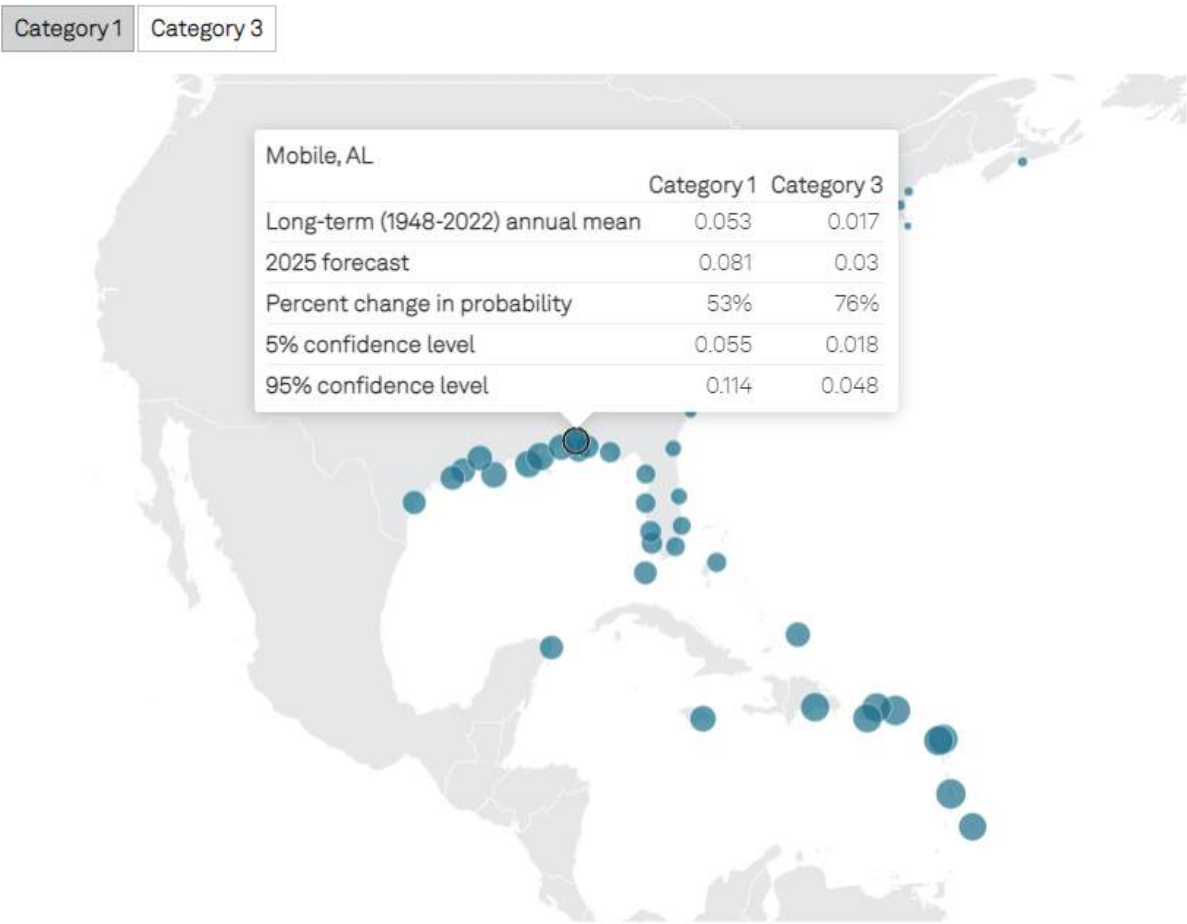 Category 1 Category 3
Mobile, AL
Category 1 Category 3
Long-term (1948-2022) annual mean 0.053 0.017
2025 forecast 0.081 0.03
Percent change in probability 53% 76%
5% confidence level 0.055 0.018
95% confidence level 0.114 0.048